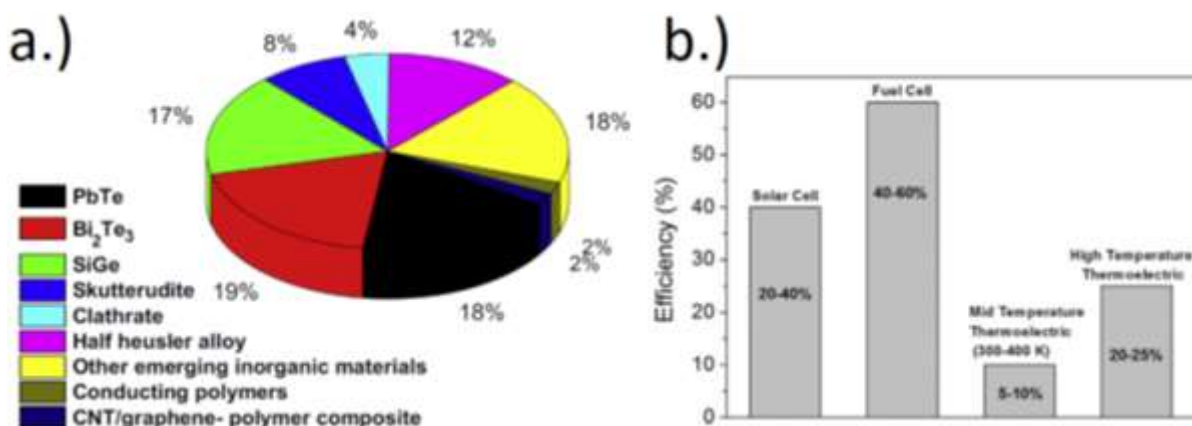 a.)
4%
12%
8%
18%
17%
2%
2%
19%
18%
PbTe
Bi2Te3
SiGe
Skutterudite
Clathrate
Half heusler alloy
Other emerging inorganic materials
Conducting polymers
CNT/graphene- polymer composite
b.)
Efficiency (%)
60
50
40
30
20
10
0
Solar Cell
20-40%
Fuel Cell
40-60%
Mid Temperature
Thermoelectric
(300-400 K)
5-10%
High Temperature
Thermoelectric
20-25%